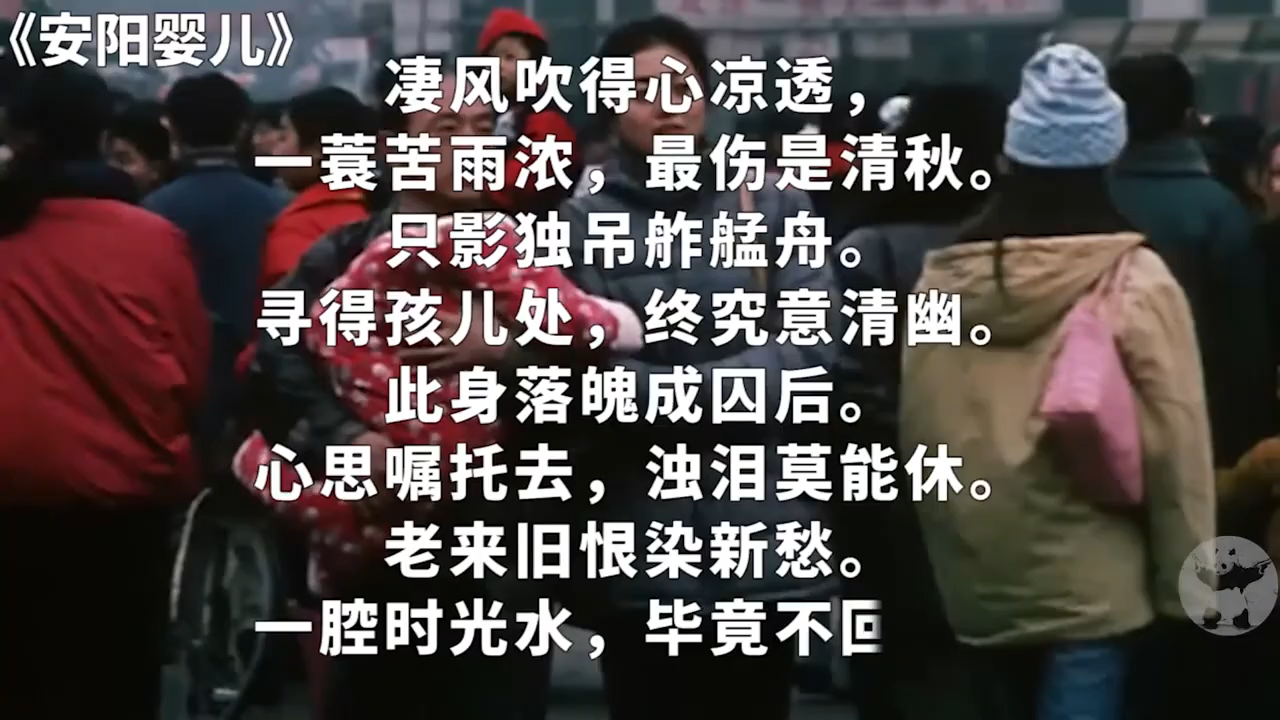 《安阳婴儿》
凄风吹得心凉透，
一蓑苦雨浓，最伤是清秋。
只影独吊舴艋舟。
寻得孩儿处，终究意清幽。
此身落魄成囚后。
心思嘱托去，浊泪莫能休。
老来旧恨染新愁。
一腔时光水，毕竟不回